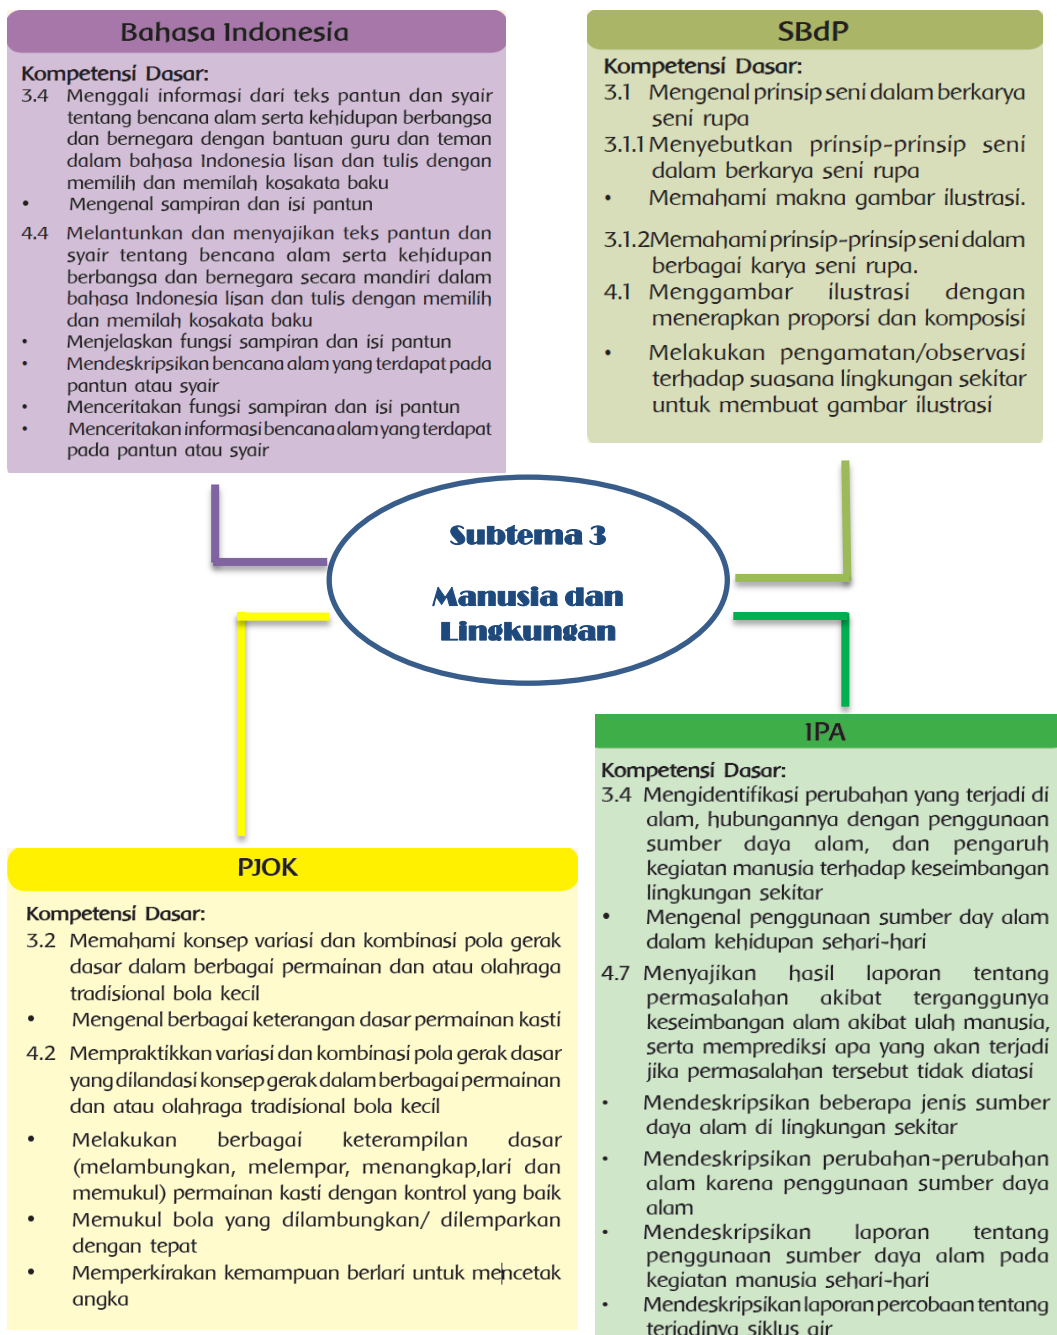 Bahasa Indonesia
Kompetensi Dasar:
3.4 Menggali informasi dari teks pantun dan syair
tentang bencana alam serta kehidupan berbangsa
dan bernegara dengan bantuan guru dan teman
dalam bahasa Indonesia lisan dan tulis dengan
memilih dan memilah kosakata baku
• Mengenal sampiran dan isi pantun
4.4 Melantunkan dan menyajikan teks pantun dan
syair tentang bencana alam serta kehidupan
berbangsa dan bernegara secara mandiri dalam
bahasa Indonesia lisan dan tulis dengan memilih
dan memilah kosakata baku
• Menjelaskan fungsi sampiran dan isi pantun
• Mendeskripsikan bencana alam yang terdapat pada
pantun atau syair
• Menceritakan fungsi sampiran dan isi pantun
• Menceritakan informasi bencana alam yang terdapat
pada pantun atau syair
SBdP
Kompetensi Dasar:
3.1 Mengenal prinsip seni dalam berkarya
seni rupa
3.1.1 Menyebutkan prinsip-prinsip seni
dalam berkarya seni rupa
• Memahami makna gambar ilustrasi.
3.1.2 Memahami prinsip-prinsip seni dalam
berbagai karya seni rupa.
4.1 Menggambar ilustrasi dengan
menerapkan proporsi dan komposisi
• Melakukan pengamatan/observasi
terhadap suasana lingkungan sekitar
untuk membuat gambar ilustrasi
Subtema 3
Manusia dan
Lingkungan
PJOK
Kompetensi Dasar:
3.2 Memahami konsep variasi dan kombinasi pola gerak
dasar dalam berbagai permainan dan atau olahraga
tradisional bola kecil
• Mengenal berbagai keterangan dasar permainan kasti
4.2 Mempraktikkan variasi dan kombinasi pola gerak dasar
yang dilandasi konsep gerak dalam berbagai permainan
dan atau olahraga tradisional bola kecil
• Melakukan berbagai keterampilan dasar
(melambungkan, melempar, menangkap,lari dan
memukul) permainan kasti dengan kontrol yang baik
• Memukul bola yang dilambungkan/ dilemparkan
dengan tepat
• Memperkirakan kemampuan berlari untuk mencetak
angka
IPA
Kompetensi Dasar:
3.4 Mengidentifikasi perubahan yang terjadi di
alam, hubungannya dengan penggunaan
sumber daya alam, dan pengaruh
kegiatan manusia terhadap keseimbangan
lingkungan sekitar
• Mengenal penggunaan sumber day alam
dalam kehidupan sehari-hari
4.7 Menyajikan hasil laporan tentang
permasalahan akibat terganggunya
keseimbangan alam akibat ulah manusia,
serta memprediksi apa yang akan terjadi
jika permasalahan tersebut tidak diatasi
• Mendeskripsikan beberapa jenis sumber
daya alam di lingkungan sekitar
• Mendeskripsikan perubahan-perubahan
alam karena penggunaan sumber daya
alam
• Mendeskripsikan laporan tentang
penggunaan sumber daya alam pada
kegiatan manusia sehari-hari
• Mendeskripsikan laporan percobaan tentang
terjadinya siklus air